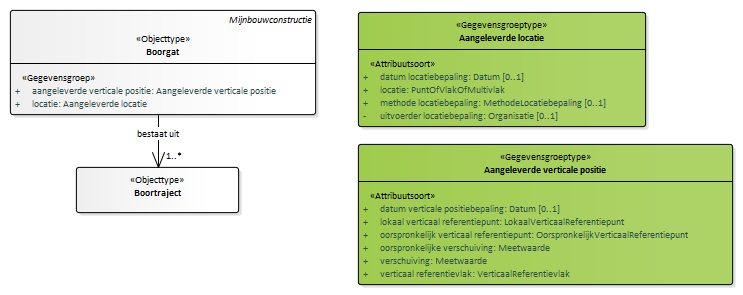 Mijnbouwconstructie
«Objecttype»
Boorgat
«Gegevensgroep»
+ aangeleverde verticale positie: Aangeleverde verticale positie
+ locatie: Aangeleverde locatie
bestaat uit
1..*
«Objecttype»
Boortraject
«Gegevensgroeptype»
Aangeleverde locatie
«Attribuutsoort»
+ datum locatiebepaling: Datum [0..1]
+ locatie: PuntOfVlakOfMultivlak
+ methode locatiebepaling: MethodeLocatiebepaling [0..1]
- uitvoerder locatiebepaling: Organisatie [0..1]
«Gegevensgroeptype»
Aangeleverde verticale positie
«Attribuutsoort»
+ datum verticale positiebepaling: Datum [0..1]
+ lokaal verticaal referentiepunt: LokaalVerticaalReferentiepunt
+ oorspronkelijk verticaal referentiepunt: OorspronkelijkVerticaalReferentiepunt
+ oorspronkelijke verschuiving: Meetwaarde
+ verschuiving: Meetwaarde
+ verticaal referentievlak: VerticaalReferentievlak